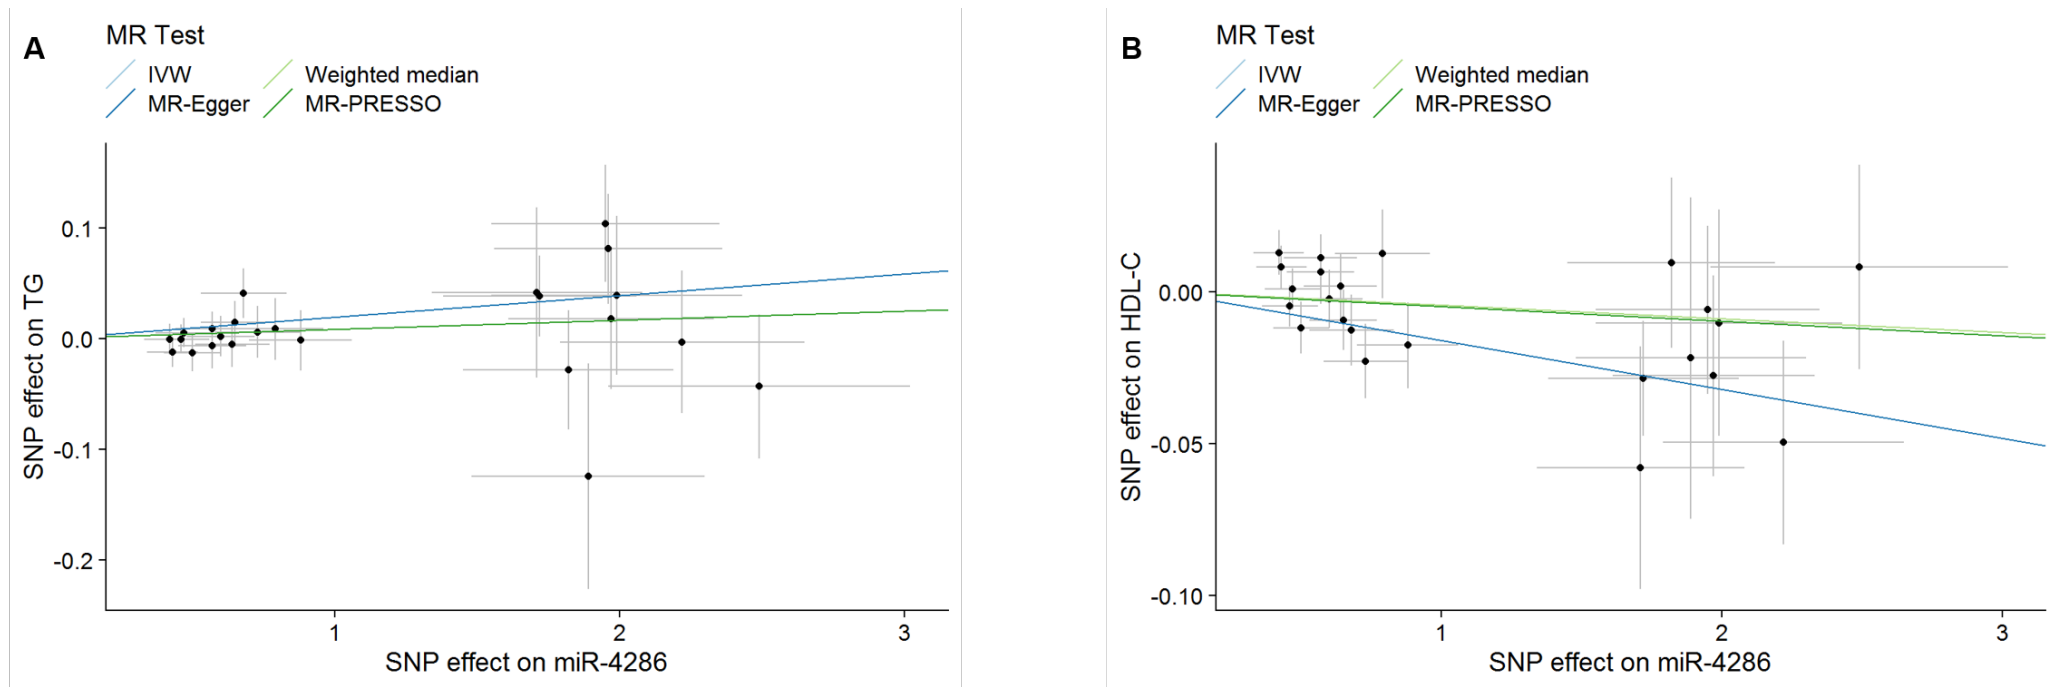 A
MR Test
IVW
Weighted median
MR-Egger
MR-PRESSO
SNP effect on TG
0.1
0.0
-0.1
-0.2
1
2
3
SNP effect on miR-4286
B
MR Test
IVW
Weighted median
MR-Egger
MR-PRESSO
SNP effect on HDL-C
0.00
-0.05
-0.10
1
2
3
SNP effect on miR-4286